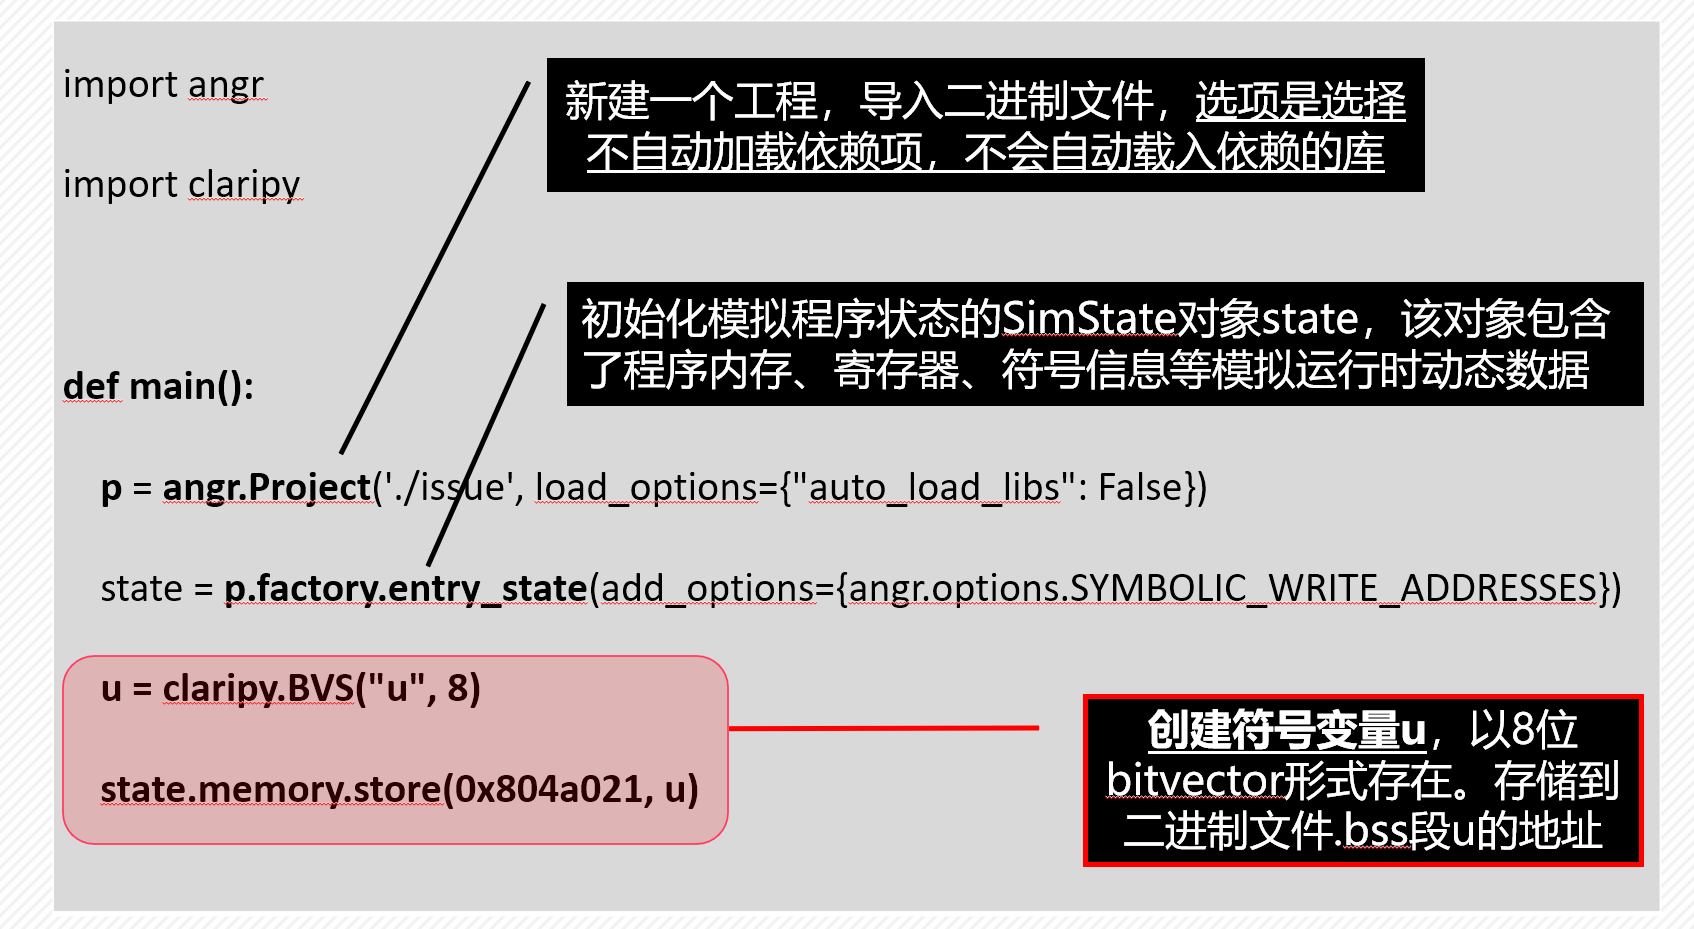 import angr
新建一个工程，导入二进制文件，选项是选择
不自动加载依赖项，不会自动载入依赖的库
import claripy
初始化模拟程序状态的SimState对象state，该对象包含
了程序内存、寄存器、符号信息等模拟运行时动态数据
def main():
p = angr.Project('./issue', load_options={"auto_load_libs": False})
state = p.factory.entry_state(add_options={angr.options.SYMBOLIC_WRITE_ADDRESSES})
u = claripy.BVS("u", 8)
state.memory.store(0x804a021, u)
创建符号变量u，以8位
bitvector形式存在。存储到
二进制文件.bss段u的地址